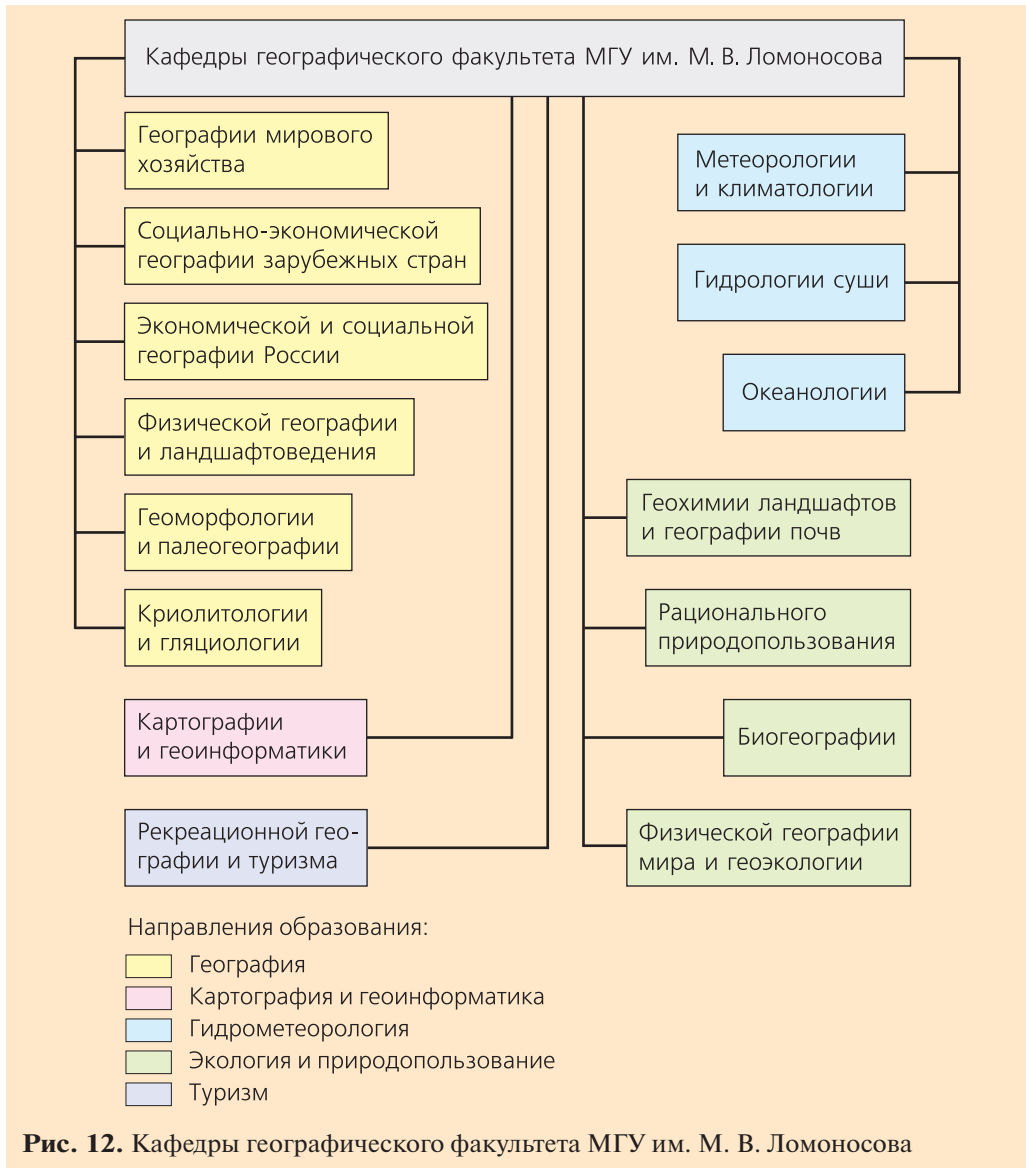 Кафедры географического факультета МГУ им. М. В. Ломоносова
Географии мирового
хозяйства
Социально-экономической
географии зарубежных стран
Экономической и социальной
географии России
Физической географии
и ландшафтоведения
Геоморфологии
и палеогеографии
Криолитологии
и гляциологии
Картографии
и геоинформатики
Рекреационной гео-
графии и туризма
Метеорологии
и климатологии
Гидрологии суши
Океанологии
Геохимии ландшафтов
и географии почв
Рационального
природопользования
Биогеографии
Физической географии
мира и геоэкологии
Направления образования:
География
Картография и геоинформатика
Гидрометеорология
Экология и природопользование
Туризм
Рис. 12. Кафедры географического факультета МГУ им. М. В. Ломоносова